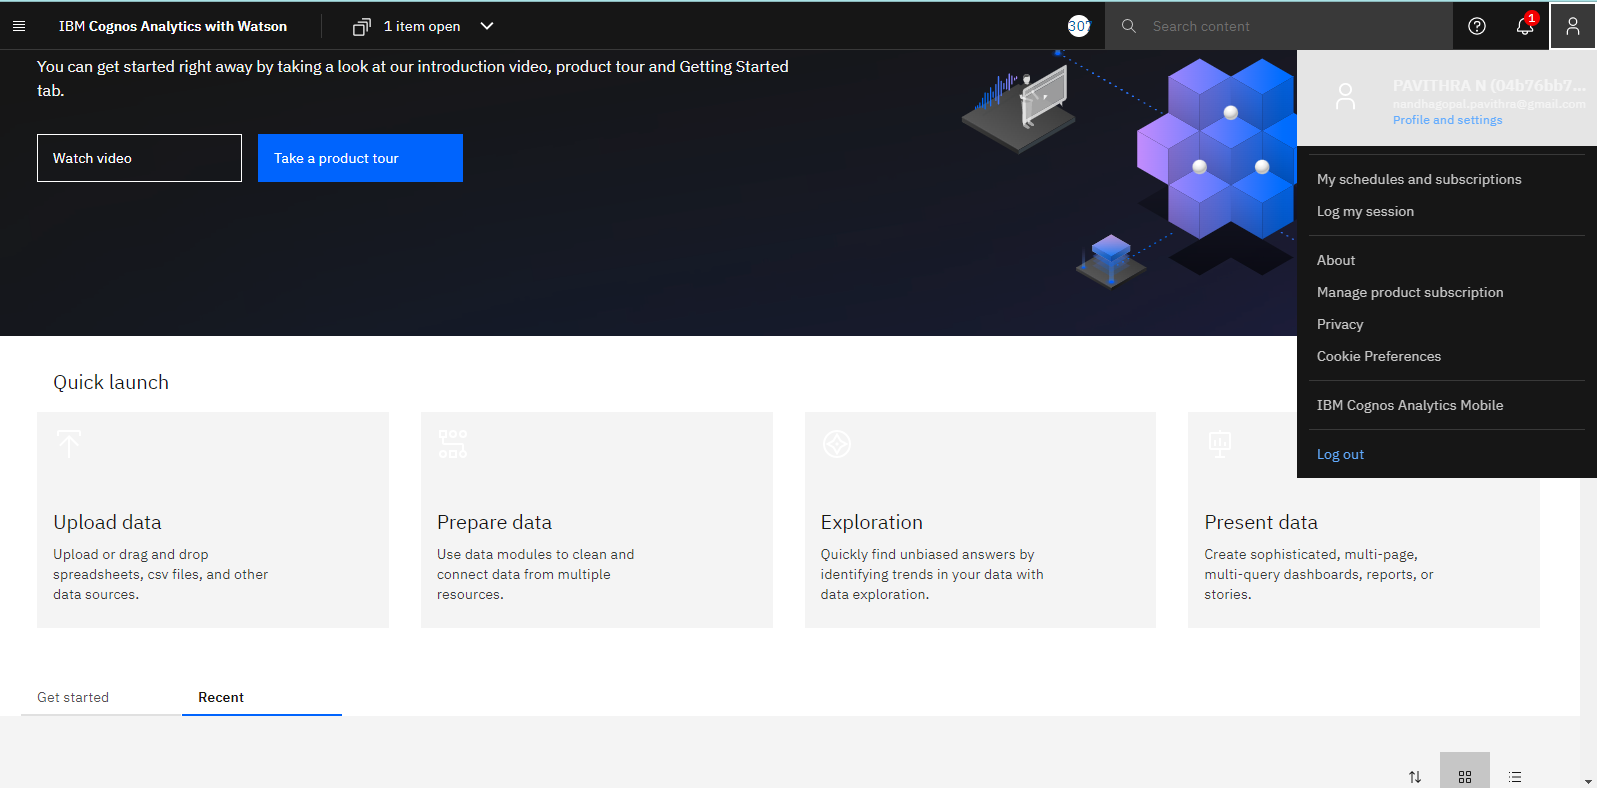 IBM Cognos Analytics with Watson
1 item open
307
Search content
1
You can get started right away by taking a look at our introduction video, product tour and Getting Started
tab.
Watch video
Take a product tour
PAVITHRA N (04b76bb7...
nandhagopal.pavithra@gmail.com
Profile and settings
My schedules and subscriptions
Log my session
About
Manage product subscription
Privacy
Cookie Preferences
IBM Cognos Analytics Mobile
Log out
Quick launch
Upload data
Upload or drag and drop
spreadsheets, csv files, and other
data sources.
Prepare data
Use data modules to clean and
connect data from multiple
resources.
Exploration
Quickly find unbiased answers by
identifying trends in your data with
data exploration.
Present data
Create sophisticated, multi-page,
multi-query dashboards, reports, or
stories.
Get started
Recent